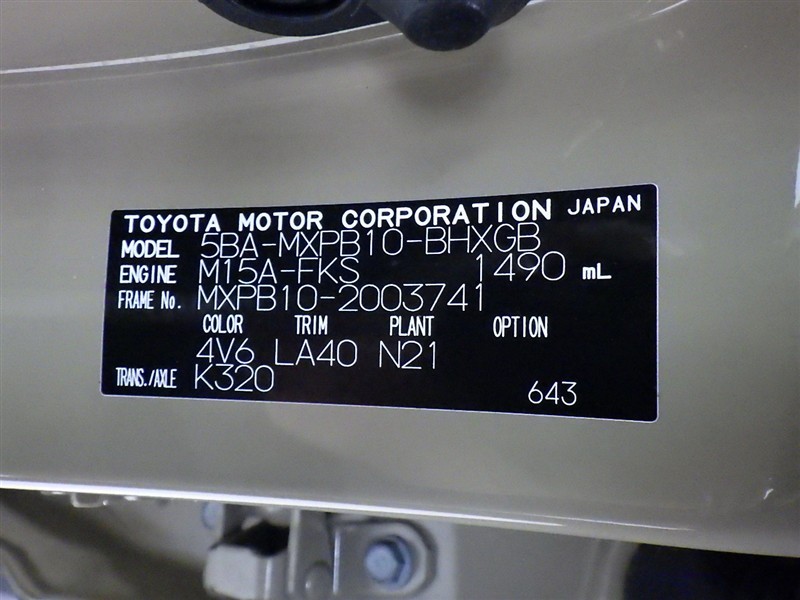 TOYOTA MOTOR CORPORATION JAPAN
MODEL 5BA-MXPB10-BHXGB
ENGINE M15A-FKS 1490 mL
FRAME No. MXPB10-2003741
COLOR TRIM PLANT OPTION
4V6 LA40 N21
TRANS./AXLE K320
643